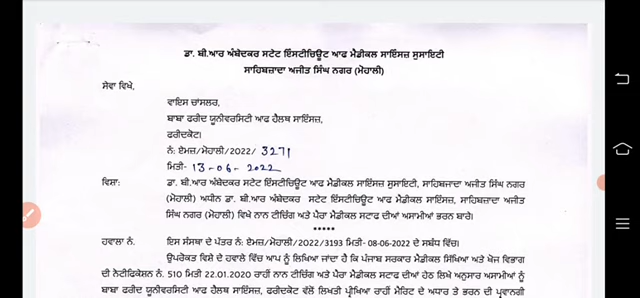 ਡਾ. ਬੀ.ਆਰ ਅੰਬੇਦਕਰ ਸਟੇਟ ਇੰਸਟੀਚਿਊਟ ਆਫ ਮੈਡੀਕਲ ਸਾਇੰਸਜ਼ ਸੁਸਾਇਟੀ
ਸਾਹਿਬਜ਼ਾਦਾ ਅਜੀਤ ਸਿੰਘ ਨਗਰ (ਮੋਹਾਲੀ)
ਸੇਵਾ ਵਿਖੇ,
ਵਾਇਸ ਚਾਂਸਲਰ,
ਬਾਬਾ ਫਰੀਦ ਯੂਨੀਵਰਸਿਟੀ ਆਫ ਹੈਲਥ ਸਾਇੰਸਜ਼,
ਫਰੀਦਕੋਟ।
ਨੰ: ਏਮਜ਼/ਮੋਹਾਲੀ/2022/ 3271
ਮਿਤੀ- 13-06-2022
ਵਿਸ਼ਾ: ਡਾ. ਬੀ.ਆਰ ਅੰਬੇਦਕਰ ਸਟੇਟ ਇੰਸਟੀਚਿਊਟ ਆਫ ਮੈਡੀਕਲ ਸਾਇੰਸਜ਼ ਸੁਸਾਇਟੀ, ਸਾਹਿਬਜ਼ਾਦਾ ਅਜੀਤ ਸਿੰਘ ਨਗਰ
(ਮੋਹਾਲੀ) ਅਧੀਨ ਡਾ. ਬੀ.ਆਰ ਅੰਬੇਦਕਰ ਸਟੇਟ ਇੰਸਟੀਚਿਊਟ ਆਫ ਮੈਡੀਕਲ ਸਾਇੰਸਜ਼, ਸਾਹਿਬਜ਼ਾਦਾ ਅਜੀਤ
ਸਿੰਘ ਨਗਰ (ਮੋਹਾਲੀ) ਵਿਖੇ ਨਾਨ ਟੀਚਿੰਗ ਅਤੇ ਪੈਰਾ ਮੈਡੀਕਲ ਸਟਾਫ ਦੀਆਂ ਅਸਾਮੀਆਂ ਭਰਨ ਬਾਰੇ।
*****
ਹਵਾਲਾ ਨੰ. ਇਸ ਸੰਸਥਾ ਦੇ ਪੱਤਰ ਨੰ: ਏਮਜ਼/ਮੋਹਾਲੀ/2022/3193 ਮਿਤੀ- 08-06-2022 ਦੇ ਸਬੰਧ ਵਿੱਚ।
ਉਪਰੋਕਤ ਵਿਸੇ ਦੇ ਹਵਾਲੇ ਵਿੱਚ ਆਪ ਨੂੰ ਲਿਖਿਆ ਜਾਂਦਾ ਹੈ ਕਿ ਪੰਜਾਬ ਸਰਕਾਰ ਮੈਡੀਕਲ ਸਿੱਖਿਆ ਅਤੇ ਖੋਜ ਵਿਭਾਗ
ਦੀ ਨੋਟੀਫਿਕੇਸ਼ਨ ਨੰ. 510 ਮਿਤੀ 22.01.2020 ਰਾਹੀਂ ਨਾਨ ਟੀਚਿੰਗ ਅਤੇ ਪੈਰਾ ਮੈਡੀਕਲ ਸਟਾਫ ਦੀਆਂ ਹੇਠ ਲਿਖੇ ਅਨੁਸਾਰ ਅਸਾਮੀਆਂ ਨੂੰ
ਬਾਬਾ ਫਰੀਦ ਯੂਨੀਵਰਸਿਟੀ ਆਫ ਹੈਲਥ ਸਾਇੰਸਜ਼, ਫਰੀਦਕੋਟ ਵੱਲੋਂ ਲਿਖਤੀ ਪ੍ਰੀਖਿਆ ਰਾਹੀਂ ਮੈਰਿਟ ਦੇ ਅਧਾਰ ਤੇ ਭਰਨ ਦੀ ਪ੍ਰਵਾਨਗੀ